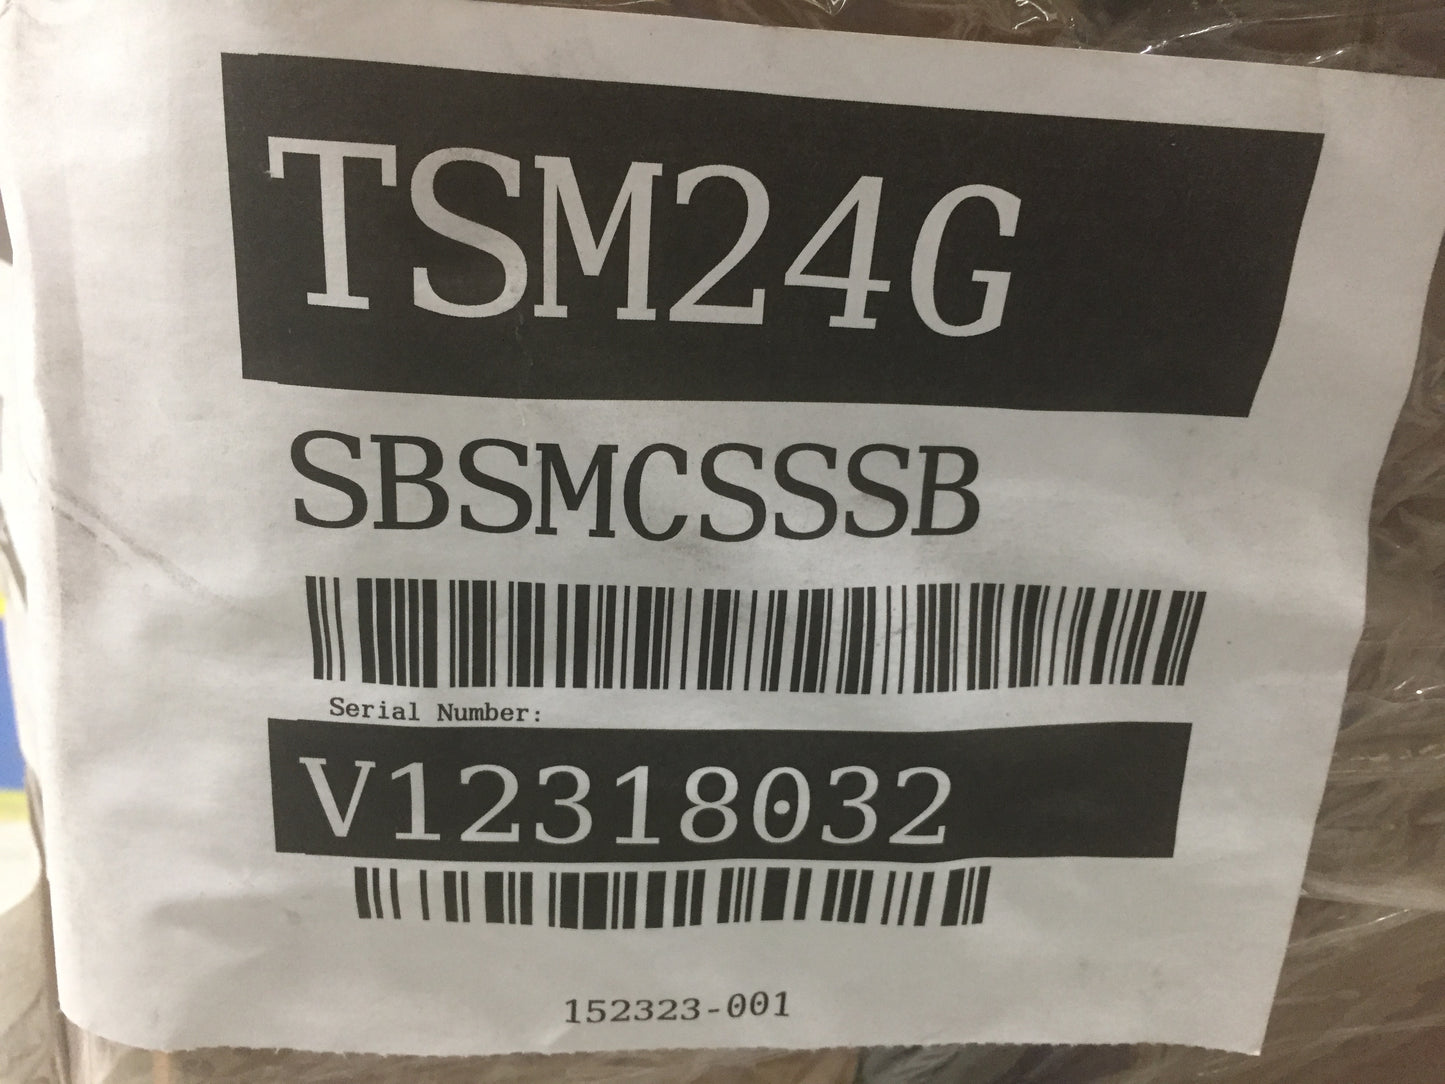 TSM24G
SBSMCSSSB
Serial Number:
V12318032
152323-001